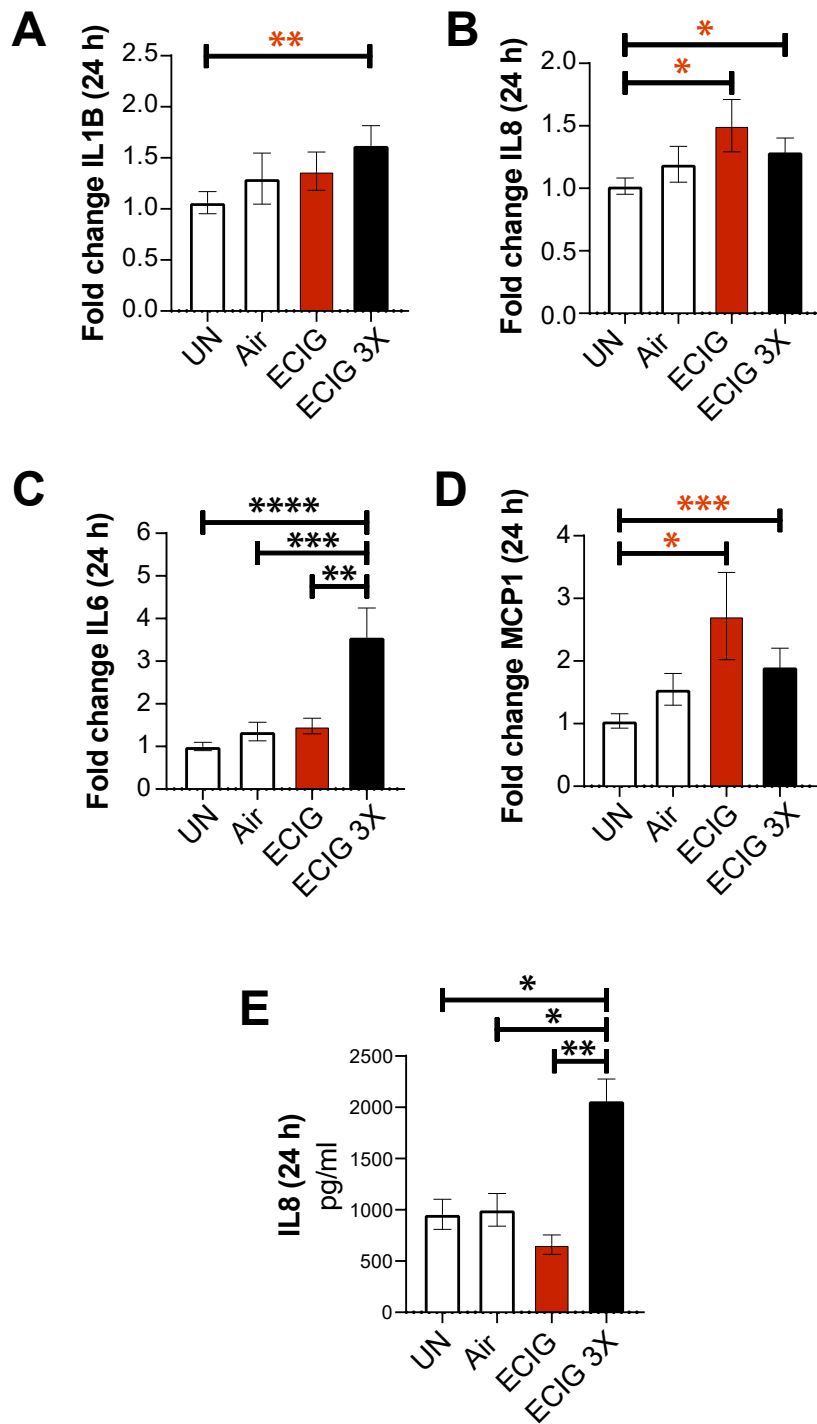 A
Fold change IL1B (24 h)
**
2.5
2.0
1.5
1.0
0.5
0.0
UN
Air
ECIG
ECIG 3X
B
Fold change IL8 (24 h)
*
*
2.0
1.5
1.0
0.5
0.0
UN
Air
ECIG
ECIG 3X
C
Fold change IL6 (24 h)
****
***
**
6
5
4
3
2
1
0
UN
Air
ECIG
ECIG 3X
D
Fold change MCP1 (24 h)
***
*
4
3
2
1
0
UN
Air
ECIG
ECIG 3X
E
IL8 (24 h)
pg/ml
*
*
**
2500
2000
1500
1000
500
0
UN
Air
ECIG
ECIG 3X